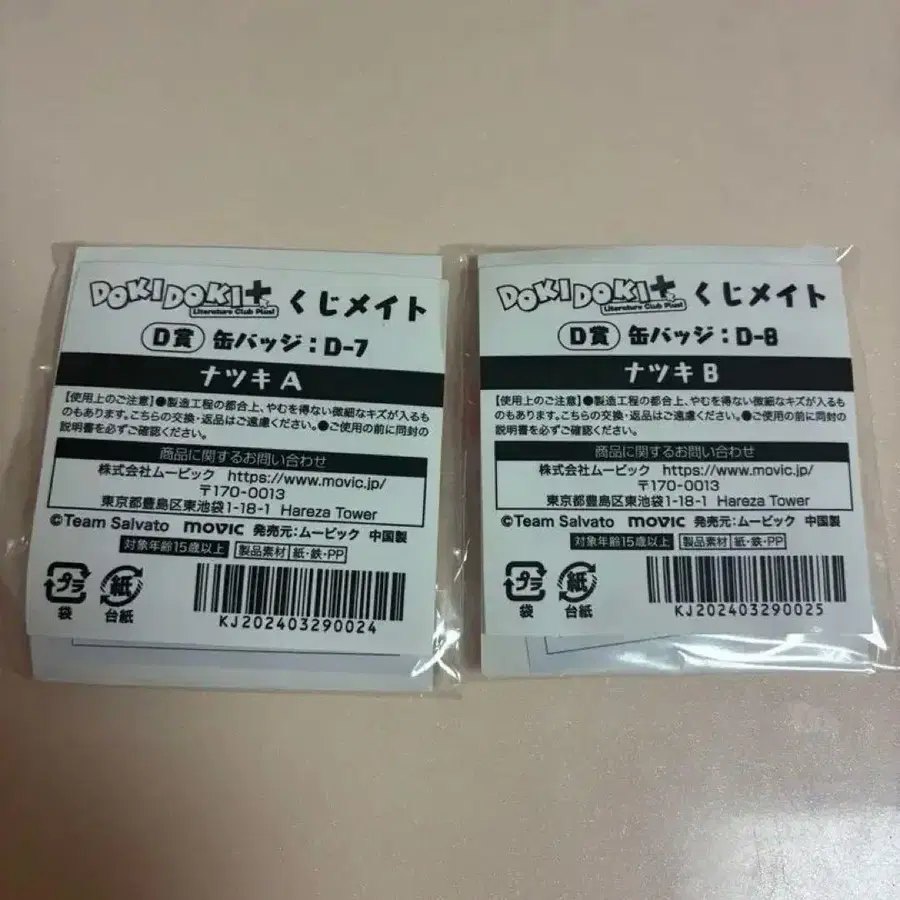 DOKI DOKI+ くじメイト
Literature Club Plus!
D賞 缶バッジ:D-7
ナツキ A
【使用上のご注意】●製造工程の都合上、やむを得ない微細なキズが入るも
のもあります。こちらの交換・返品はご遠慮ください。●ご使用の前に同封の
説明書を必ずご確認ください。
商品に関するお問い合わせ
株式会社ムービック https://www.movic.jp/
〒170-0013
東京都豊島区東池袋1-18-1 Hareza Tower
©Team Salvato movic 発売元:ムービック 中国製
対象年齢15歳以上 製品素材 紙・鉄・PP
プラ 紙
袋 台紙
KJ202403290024
DOKI DOKI+ くじメイト
Literature Club Plus!
D賞 缶バッジ:D-8
ナツキ B
【使用上のご注意】●製造工程の都合上、やむを得ない微細なキズが入るも
のもあります。こちらの交換・返品はご遠慮ください。●ご使用の前に同封の
説明書を必ずご確認ください。
商品に関するお問い合わせ
株式会社ムービック https://www.movic.jp/
〒170-0013
東京都豊島区東池袋1-18-1 Hareza Tower
©Team Salvato movic 発売元:ムービック 中国製
対象年齢15歳以上 製品素材 紙・鉄・PP
プラ 紙
袋 台紙
KJ202403290025